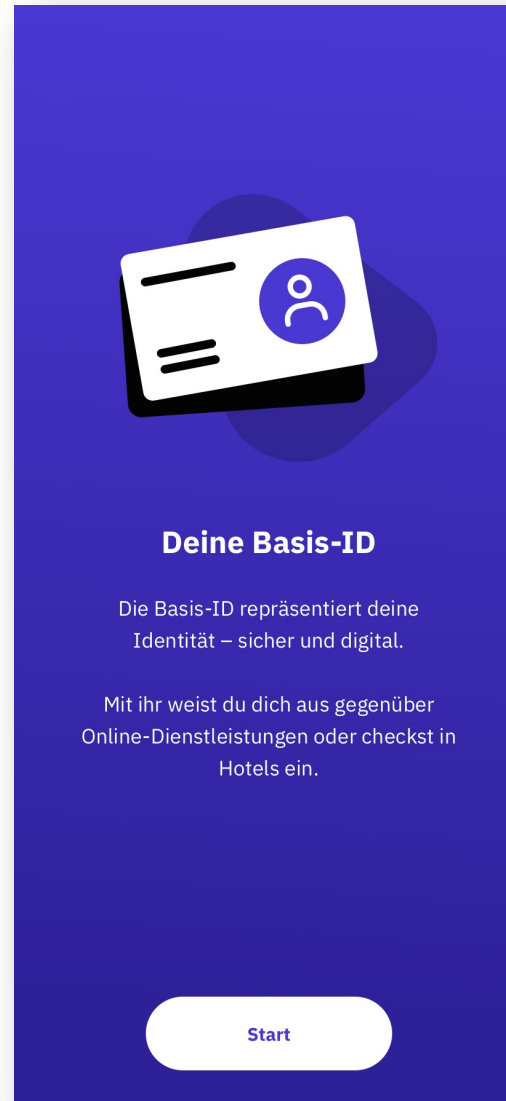 Deine Basis-ID
Die Basis-ID repräsentiert deine
Identität – sicher und digital.
Mit ihr weist du dich aus gegenüber
Online-Dienstleistungen oder checkst in
Hotels ein.
Start